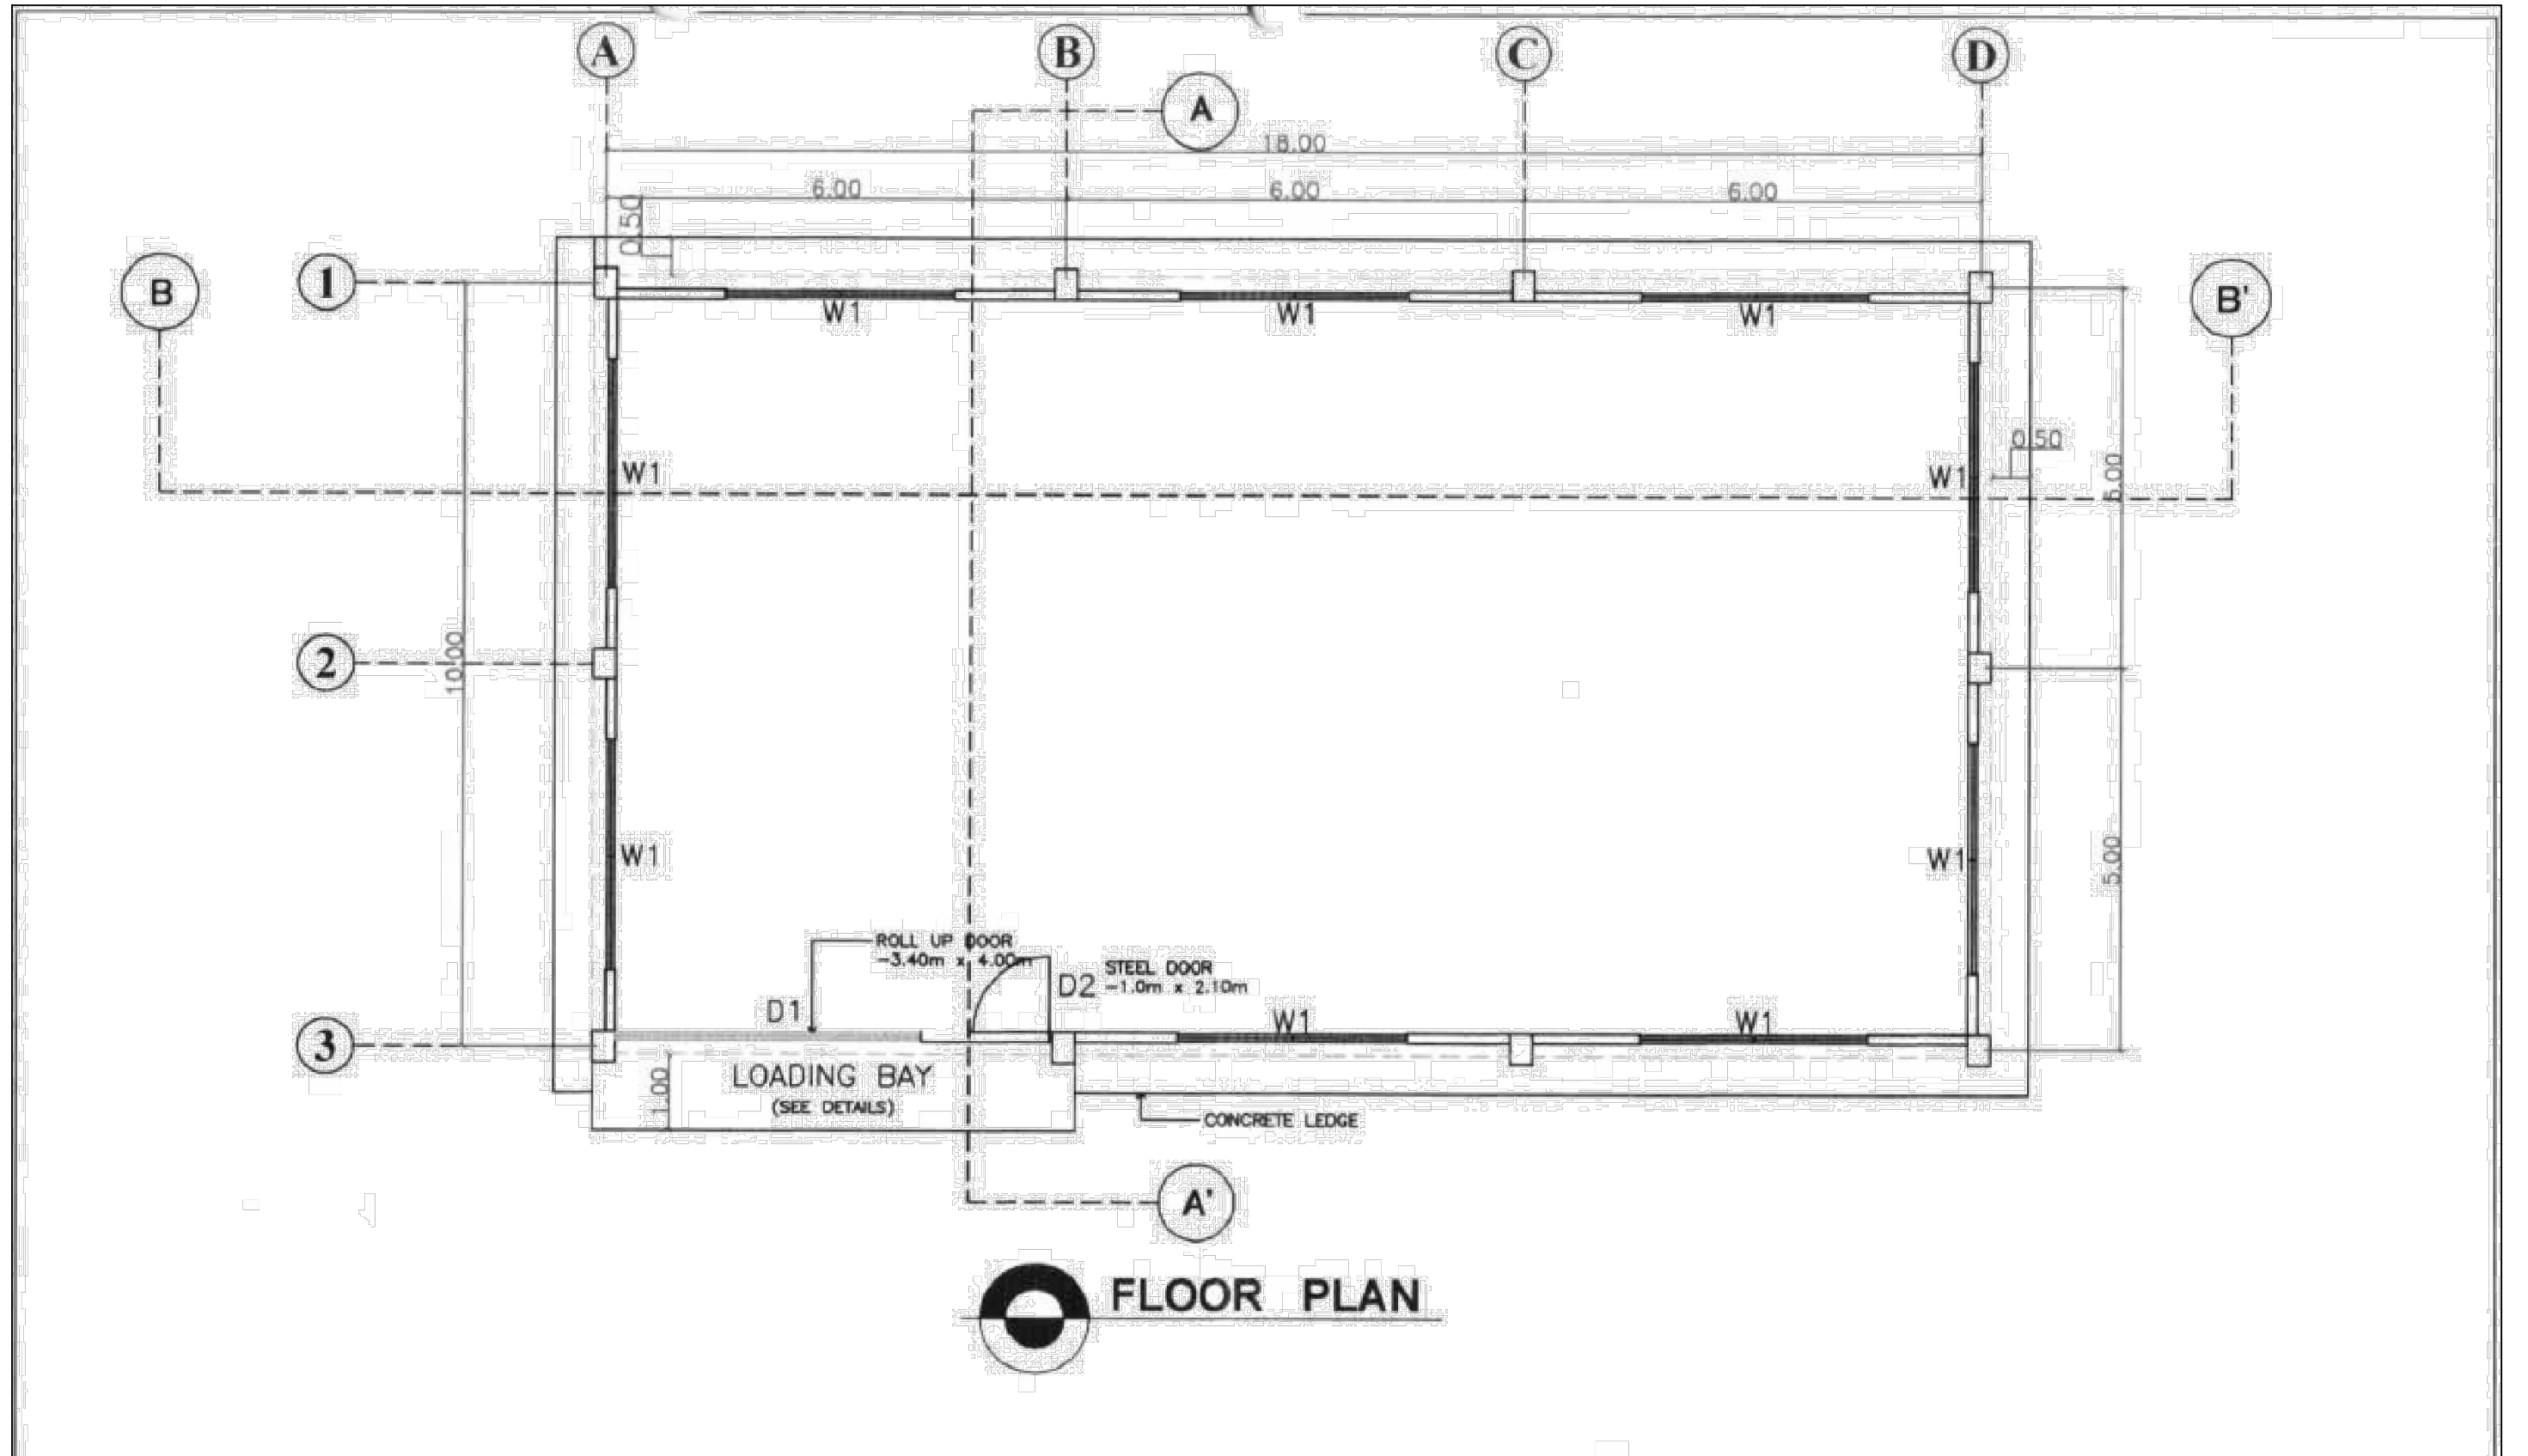 A
B
C
D
A
18.00
6.00
6.00
6.00
0.50
1
B
B'
W1
W1
W1
0.50
W1
W1
5.00
2
10.00
W1
W1
5.00
ROLL UP DOOR
-3.40m x 4.00m
STEEL DOOR
-1.0m x 2.10m
D1
D2
W1
W1
3
LOADING BAY
(SEE DETAILS)
1.00
CONCRETE LEDGE
A'
FLOOR PLAN